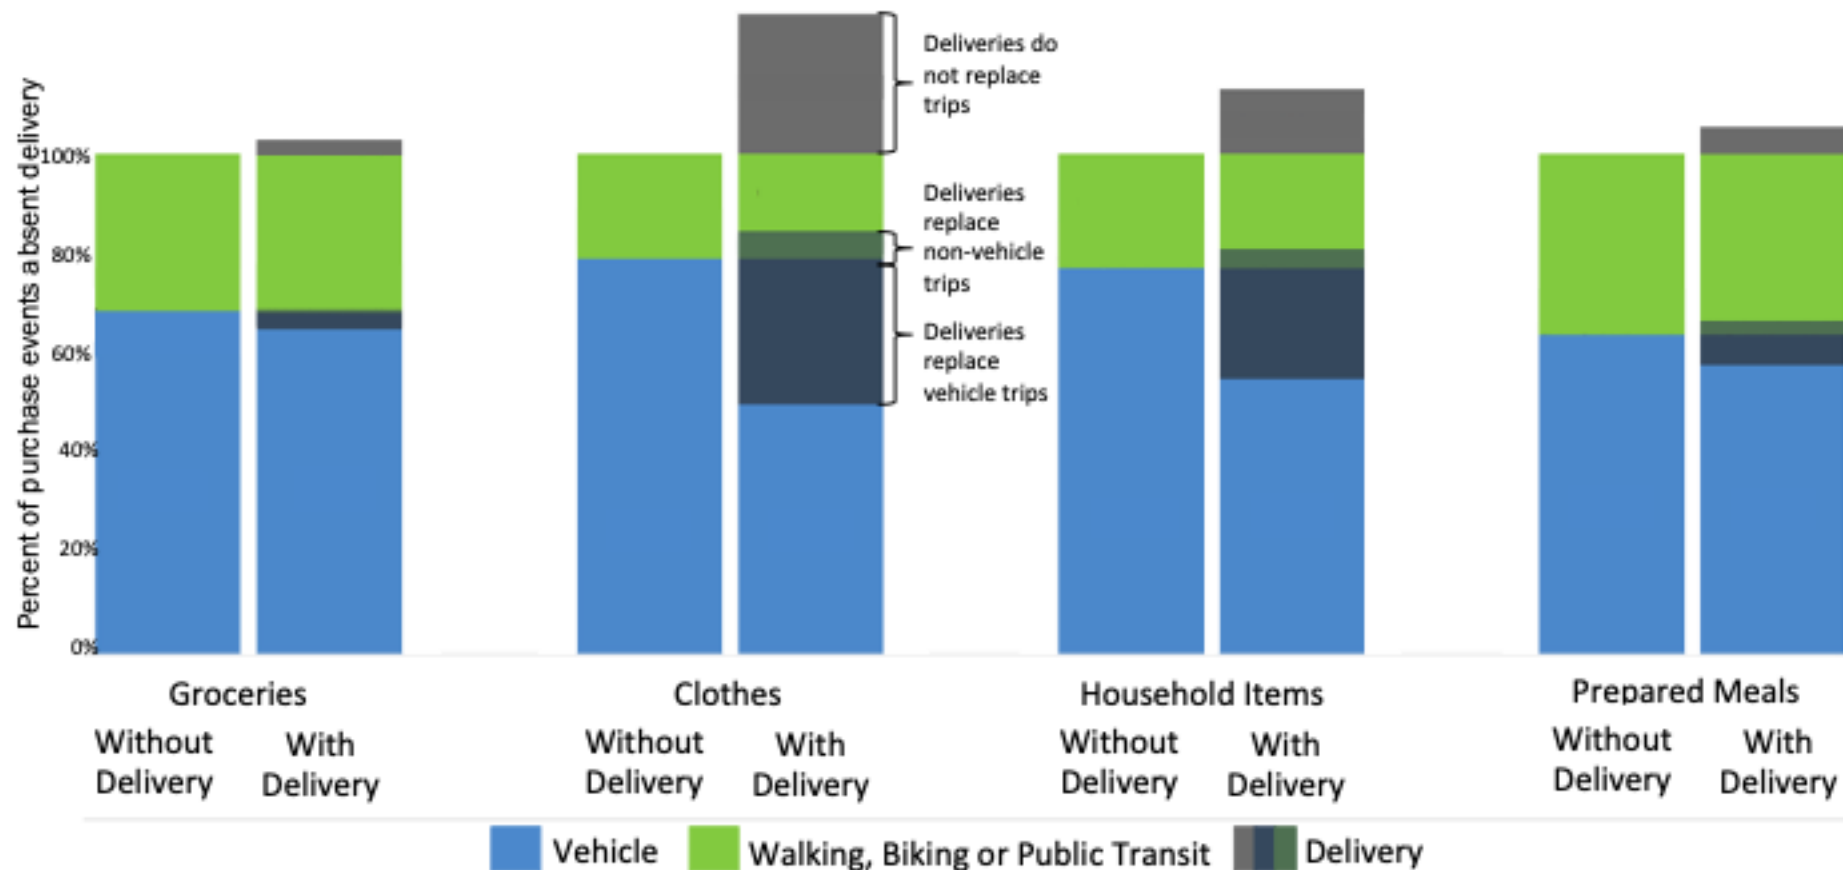 Percent of purchase events absent delivery
100%
80%
60%
40%
20%
0%
Deliveries do
not replace
trips
Deliveries
replace
non-vehicle
trips
Deliveries
replace
vehicle trips
Groceries
Clothes
Household Items
Prepared Meals
Without
Delivery
With
Delivery
Without
Delivery
With
Delivery
Without
Delivery
With
Delivery
Without
Delivery
With
Delivery
Vehicle
Walking, Biking or Public Transit
Delivery